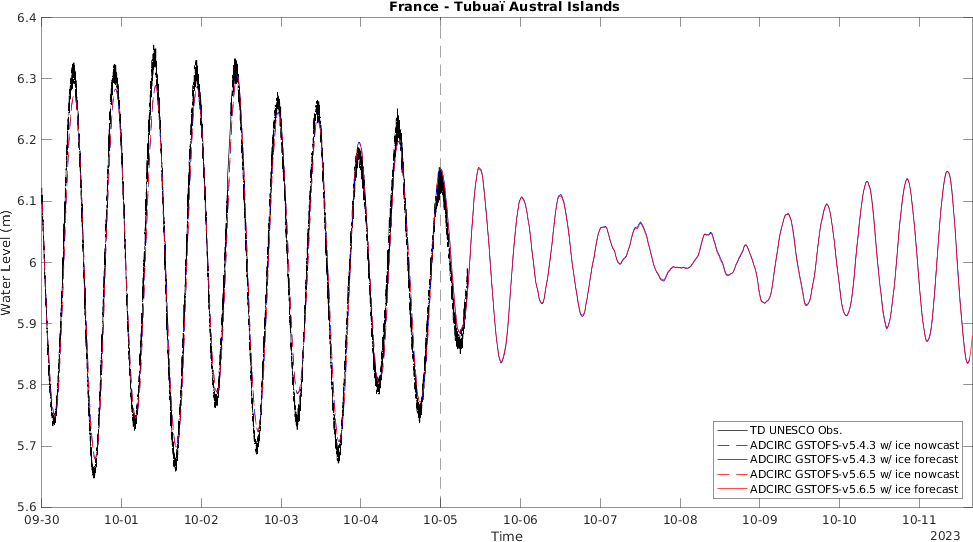 France - Tubuaï Austral Islands
Water Level (m)
6.4
6.3
6.2
6.1
6
5.9
5.8
5.7
5.6
09-30
10-01
10-02
10-03
10-04
10-05
10-06
10-07
10-08
10-09
10-10
10-11
2023
Time
TD UNESCO Obs.
ADCIRC GSTOFS-v5.4.3 w/ ice nowcast
ADCIRC GSTOFS-v5.4.3 w/ ice forecast
ADCIRC GSTOFS-v5.6.5 w/ ice nowcast
ADCIRC GSTOFS-v5.6.5 w/ ice forecast